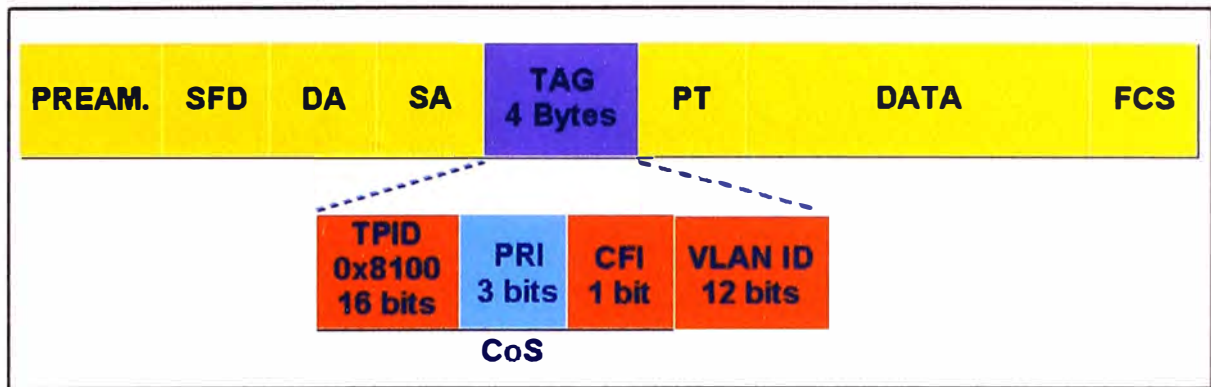 PREAM. SFD DA SA TAG PT DATA FCS
4 Bytes
TPID
0x8100
16 bits
PRI
3 bits
CFI
1 bit
VLAN ID
12 bits
CoS